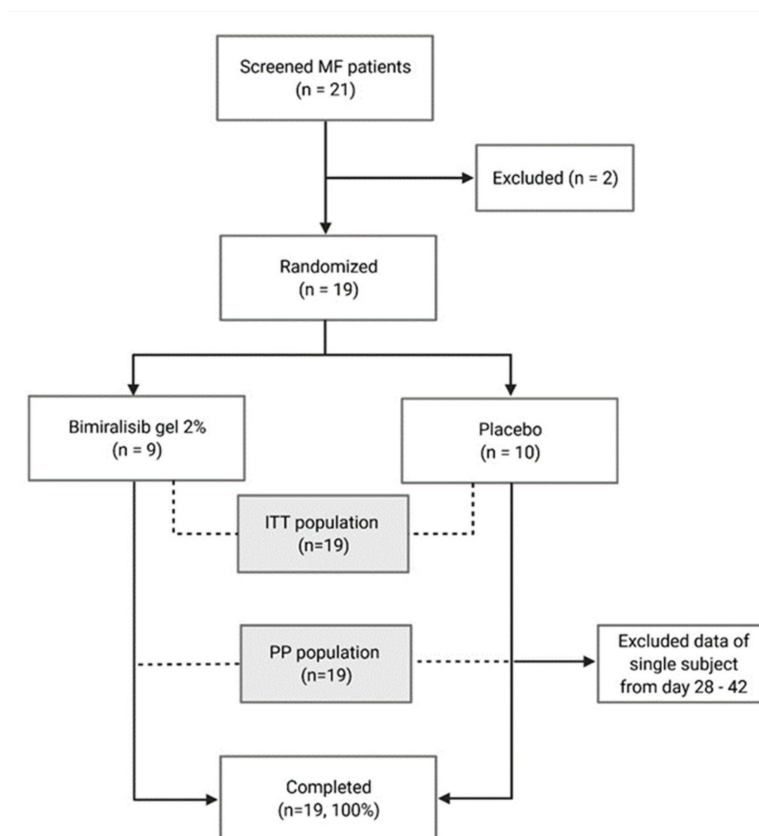 Screened MF patients
(n = 21)
Excluded (n = 2)
Randomized
(n = 19)
Bimiralisib gel 2%
(n = 9)
Placebo
(n = 10)
ITT population
(n=19)
PP population
(n=19)
Excluded data of
single subject
from day 28 - 42
Completed
(n=19, 100%)